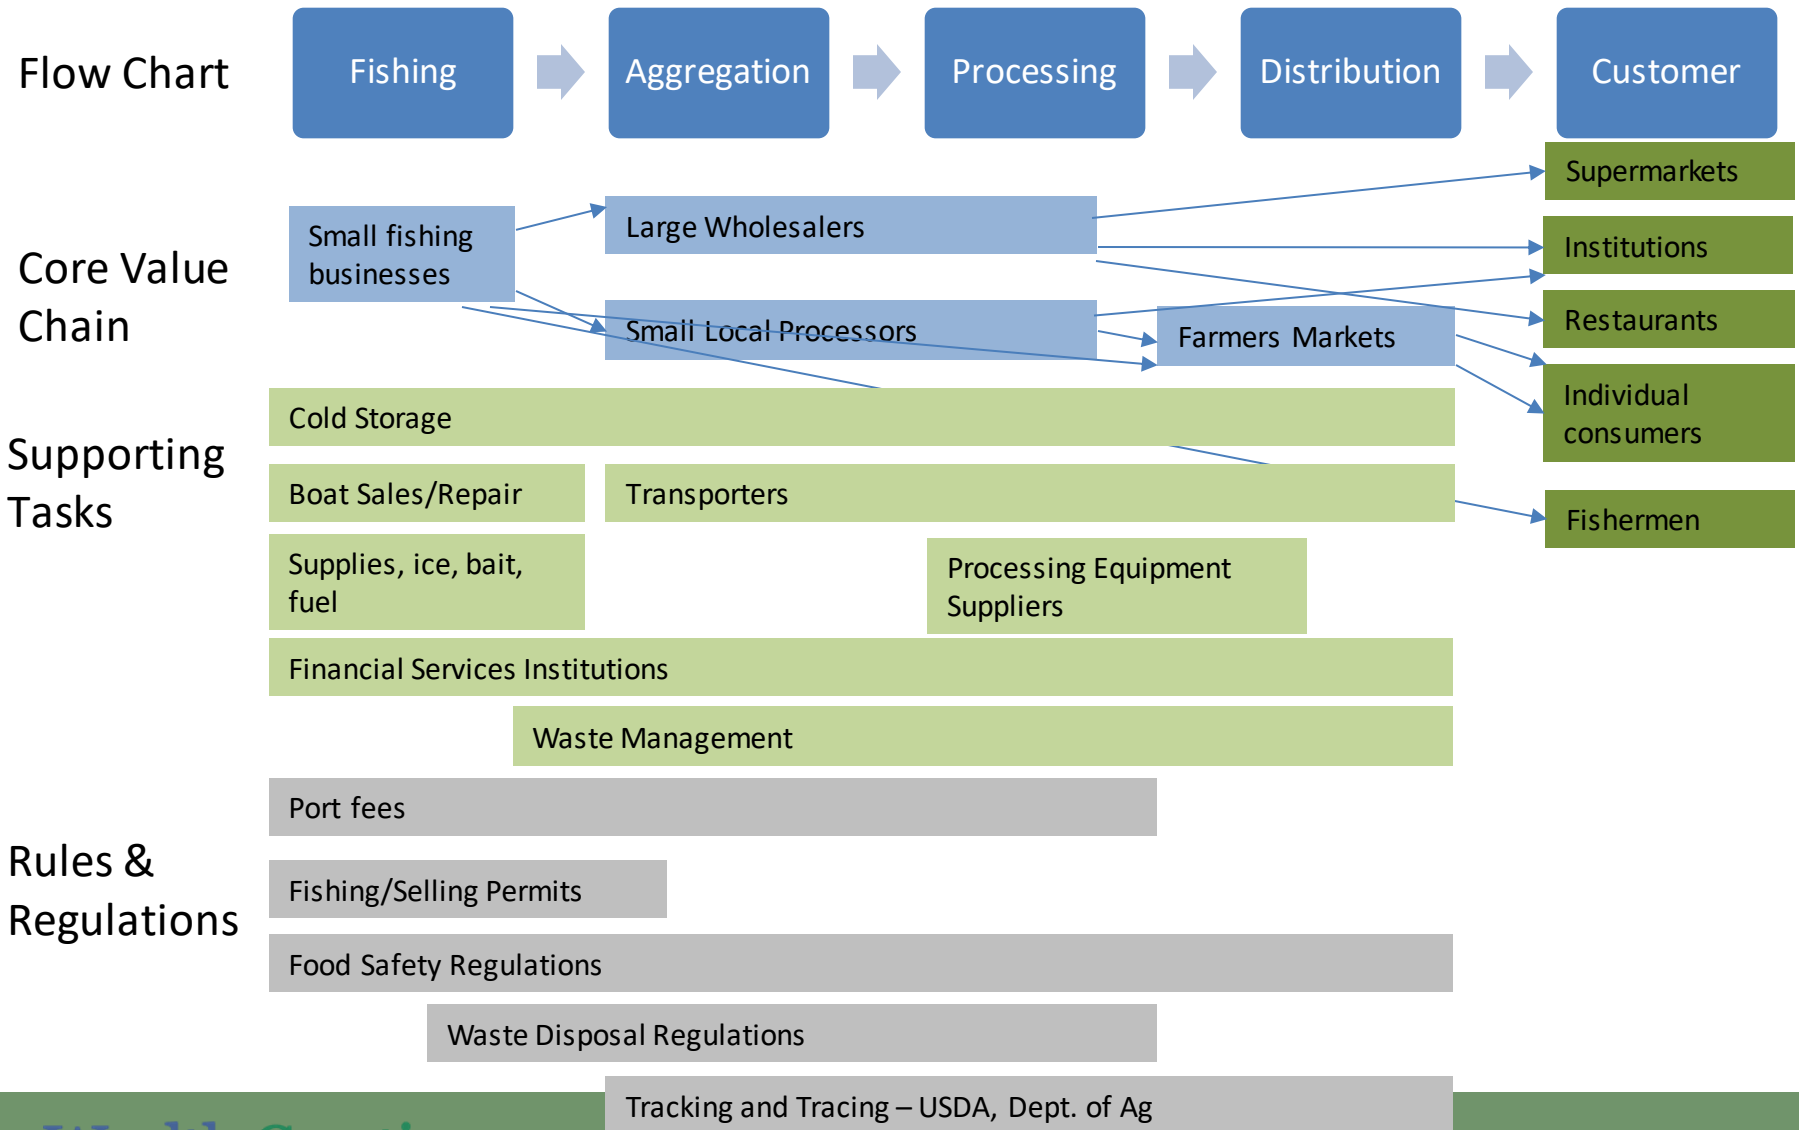 Flow Chart
Fishing
Aggregation
Processing
Distribution
Customer
Core Value
Chain
Small fishing
businesses
Large Wholesalers
Small Local Processors
Farmers Markets
Supermarkets
Institutions
Restaurants
Individual
consumers
Fishermen
Supporting
Tasks
Cold Storage
Boat Sales/Repair
Transporters
Supplies, ice, bait,
fuel
Processing Equipment
Suppliers
Financial Services Institutions
Waste Management
Rules &
Regulations
Port fees
Fishing/Selling Permits
Food Safety Regulations
Waste Disposal Regulations
Tracking and Tracing – USDA, Dept. of Ag